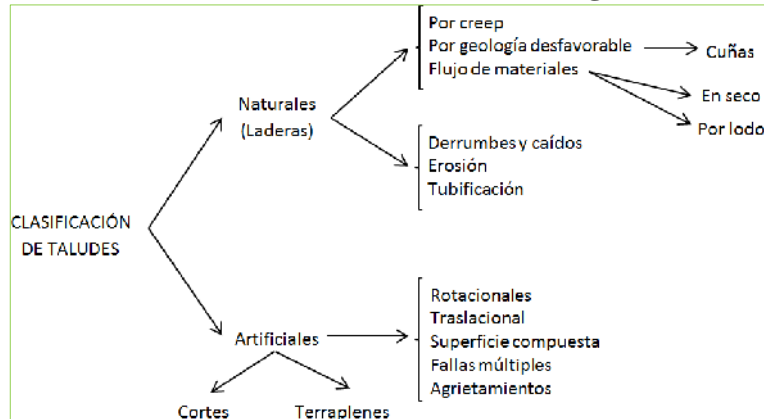 CLASIFICACIÓN
DE TALUDES
Naturales
(Laderas)
Por creep
Por geología desfavorable
Flujo de materiales
Cuñas
En seco
Por lodo
Derrumbes y caídos
Erosión
Tubificación
Artificiales
Cortes
Terraplenes
Rotacionales
Traslacional
Superficie compuesta
Fallas múltiples
Agrietamientos